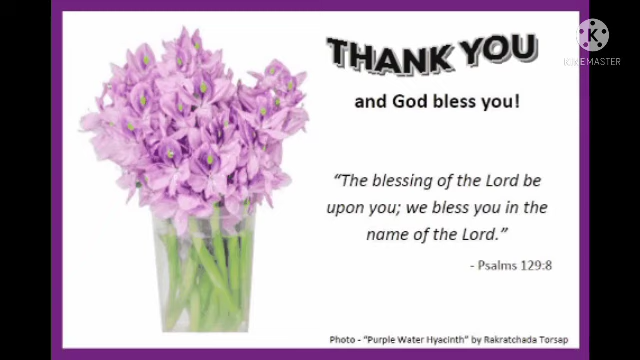 THANK YOU
K
KINEMASTER
and God bless you!
“The blessing of the Lord be
upon you; we bless you in the
name of the Lord.”
- Psalms 129:8
Photo - “Purple Water Hyacinth” by Rakratchada Torsap